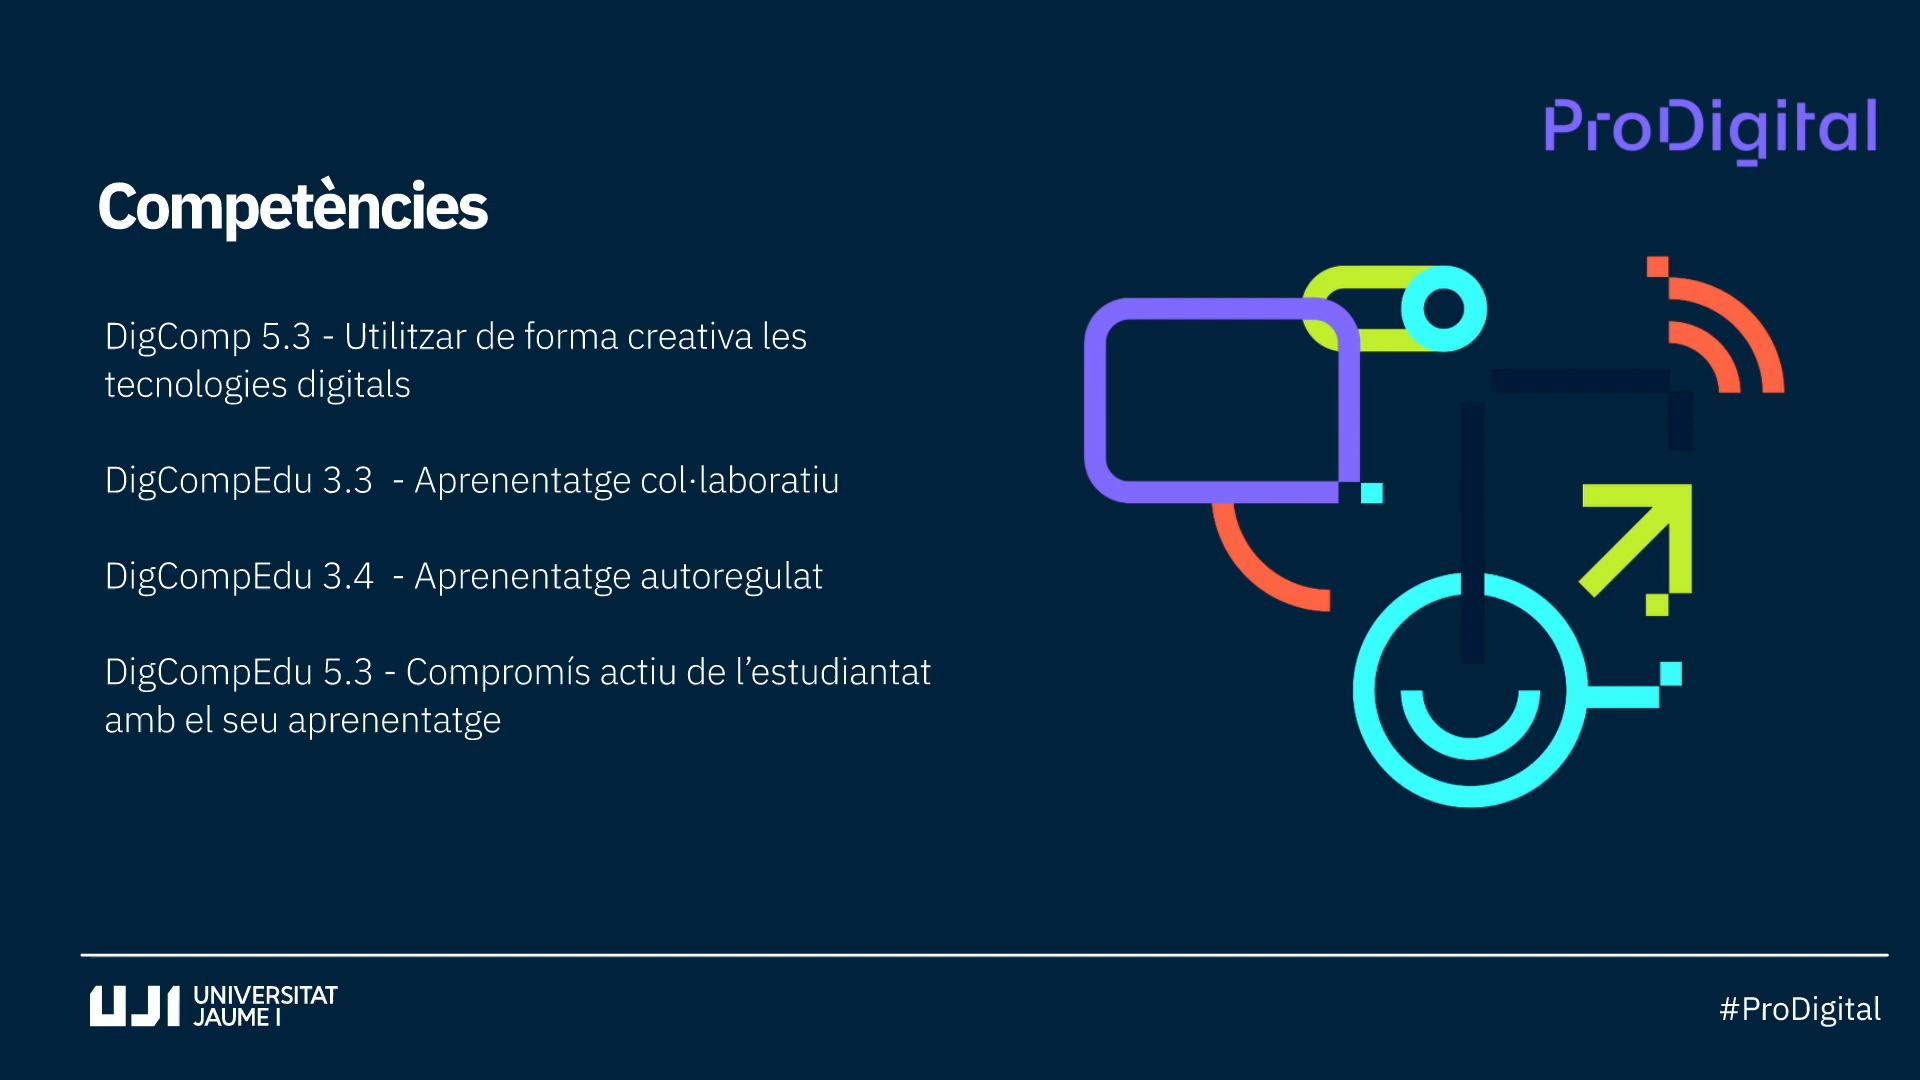 ProDigital
Competències
DigComp 5.3 - Utilitzar de forma creativa les
tecnologies digitals
DigCompEdu 3.3  - Aprenentatge col·laboratiu
DigCompEdu 3.4  - Aprenentatge autoregulat
DigCompEdu 5.3 - Compromís actiu de l’estudiantat
amb el seu aprenentatge
UJI UNIVERSITAT
JAUME I
#ProDigital